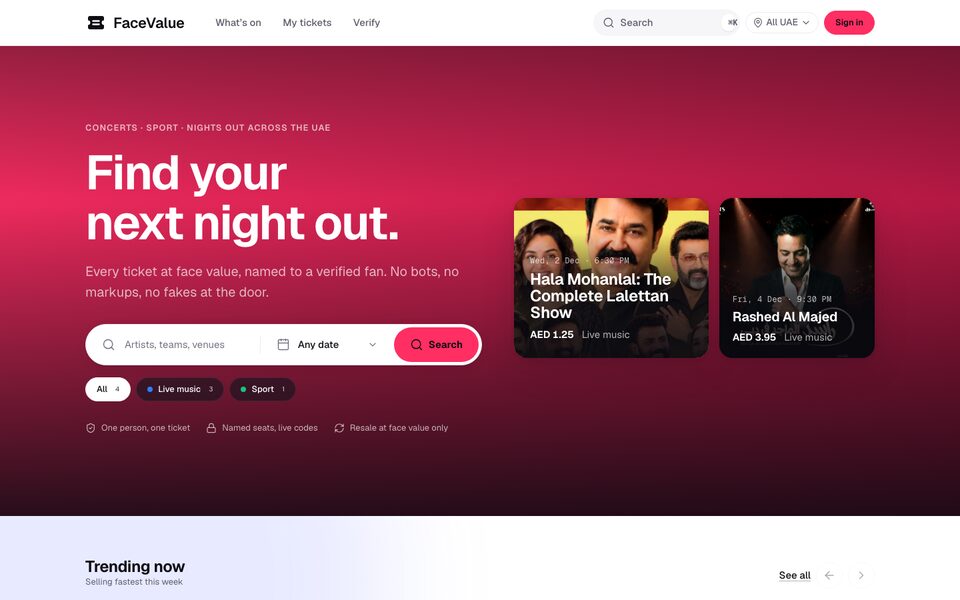 FaceValue
What's on
My tickets
Verify
Search
⌘K
All UAE
Sign in
CONCERTS · SPORT · NIGHTS OUT ACROSS THE UAE
Find your
next night out.
Every ticket at face value, named to a verified fan. No bots, no
markups, no fakes at the door.
Artists, teams, venues
Any date
Search
All 4
Live music 3
Sport 1
One person, one ticket
Named seats, live codes
Resale at face value only
Wed, 2 Dec · 6:30 PM
Hala Mohanlal: The
Complete Lalettan
Show
AED 1.25 Live music
Fri, 4 Dec · 9:30 PM
Rashed Al Majed
AED 3.95 Live music
Trending now
Selling fastest this week
See all